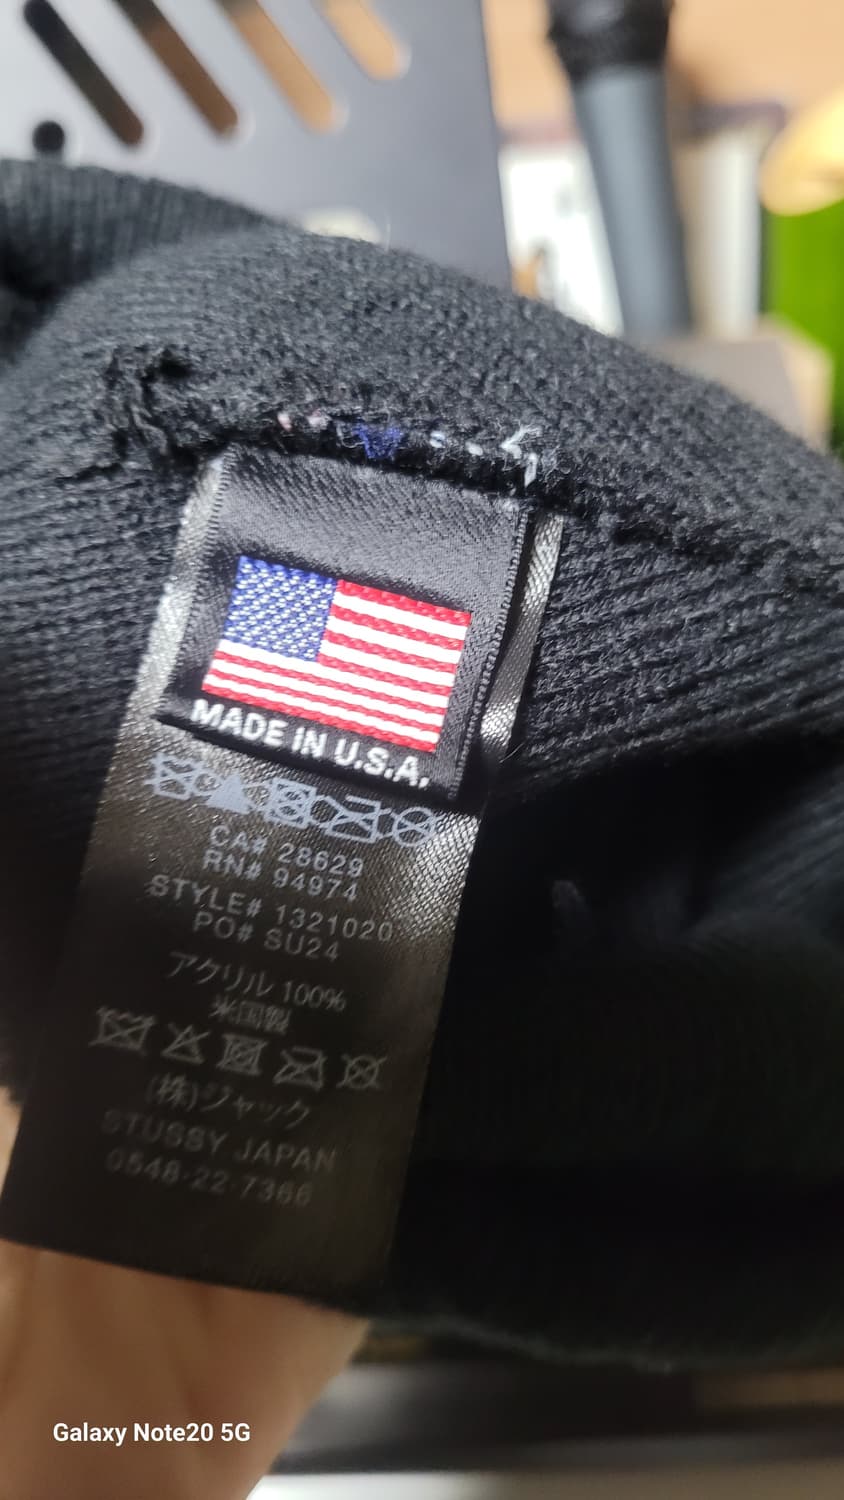 MADE IN U.S.A.
CA# 28629
RN# 94974
STYLE# 1321020
PO# SU24
アクリル 100%
米国製
(株)ジャック
STUSSY JAPAN
0548-22-7366
Galaxy Note20 5G